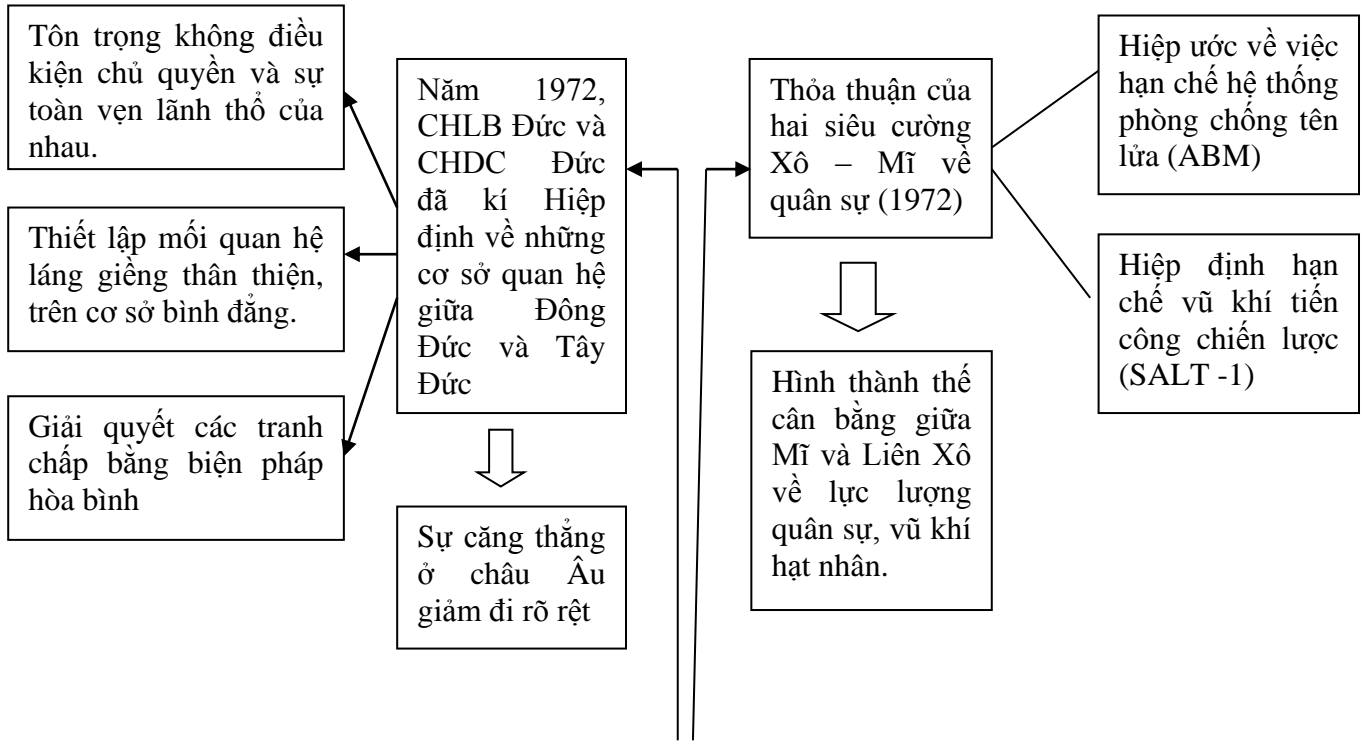 Tôn trọng không điều
kiện chủ quyền và sự
toàn vẹn lãnh thổ của
nhau.
Thiết lập mối quan hệ
láng giềng thân thiện,
trên cơ sở bình đẳng.
Giải quyết các tranh
chấp bằng biện pháp
hòa bình
Năm 1972,
CHLB Đức và
CHDC Đức
đã kí Hiệp
định về những
cơ sở quan hệ
giữa Đông
Đức và Tây
Đức
Sự căng thẳng
ở châu Âu
giảm đi rõ rệt
Thỏa thuận của
hai siêu cường
Xô – Mĩ về
quân sự (1972)
Hình thành thế
cân bằng giữa
Mĩ và Liên Xô
về lực lượng
quân sự, vũ khí
hạt nhân.
Hiệp ước về việc
hạn chế hệ thống
phòng chống tên
lửa (ABM)
Hiệp định hạn
chế vũ khí tiến
công chiến lược
(SALT -1)